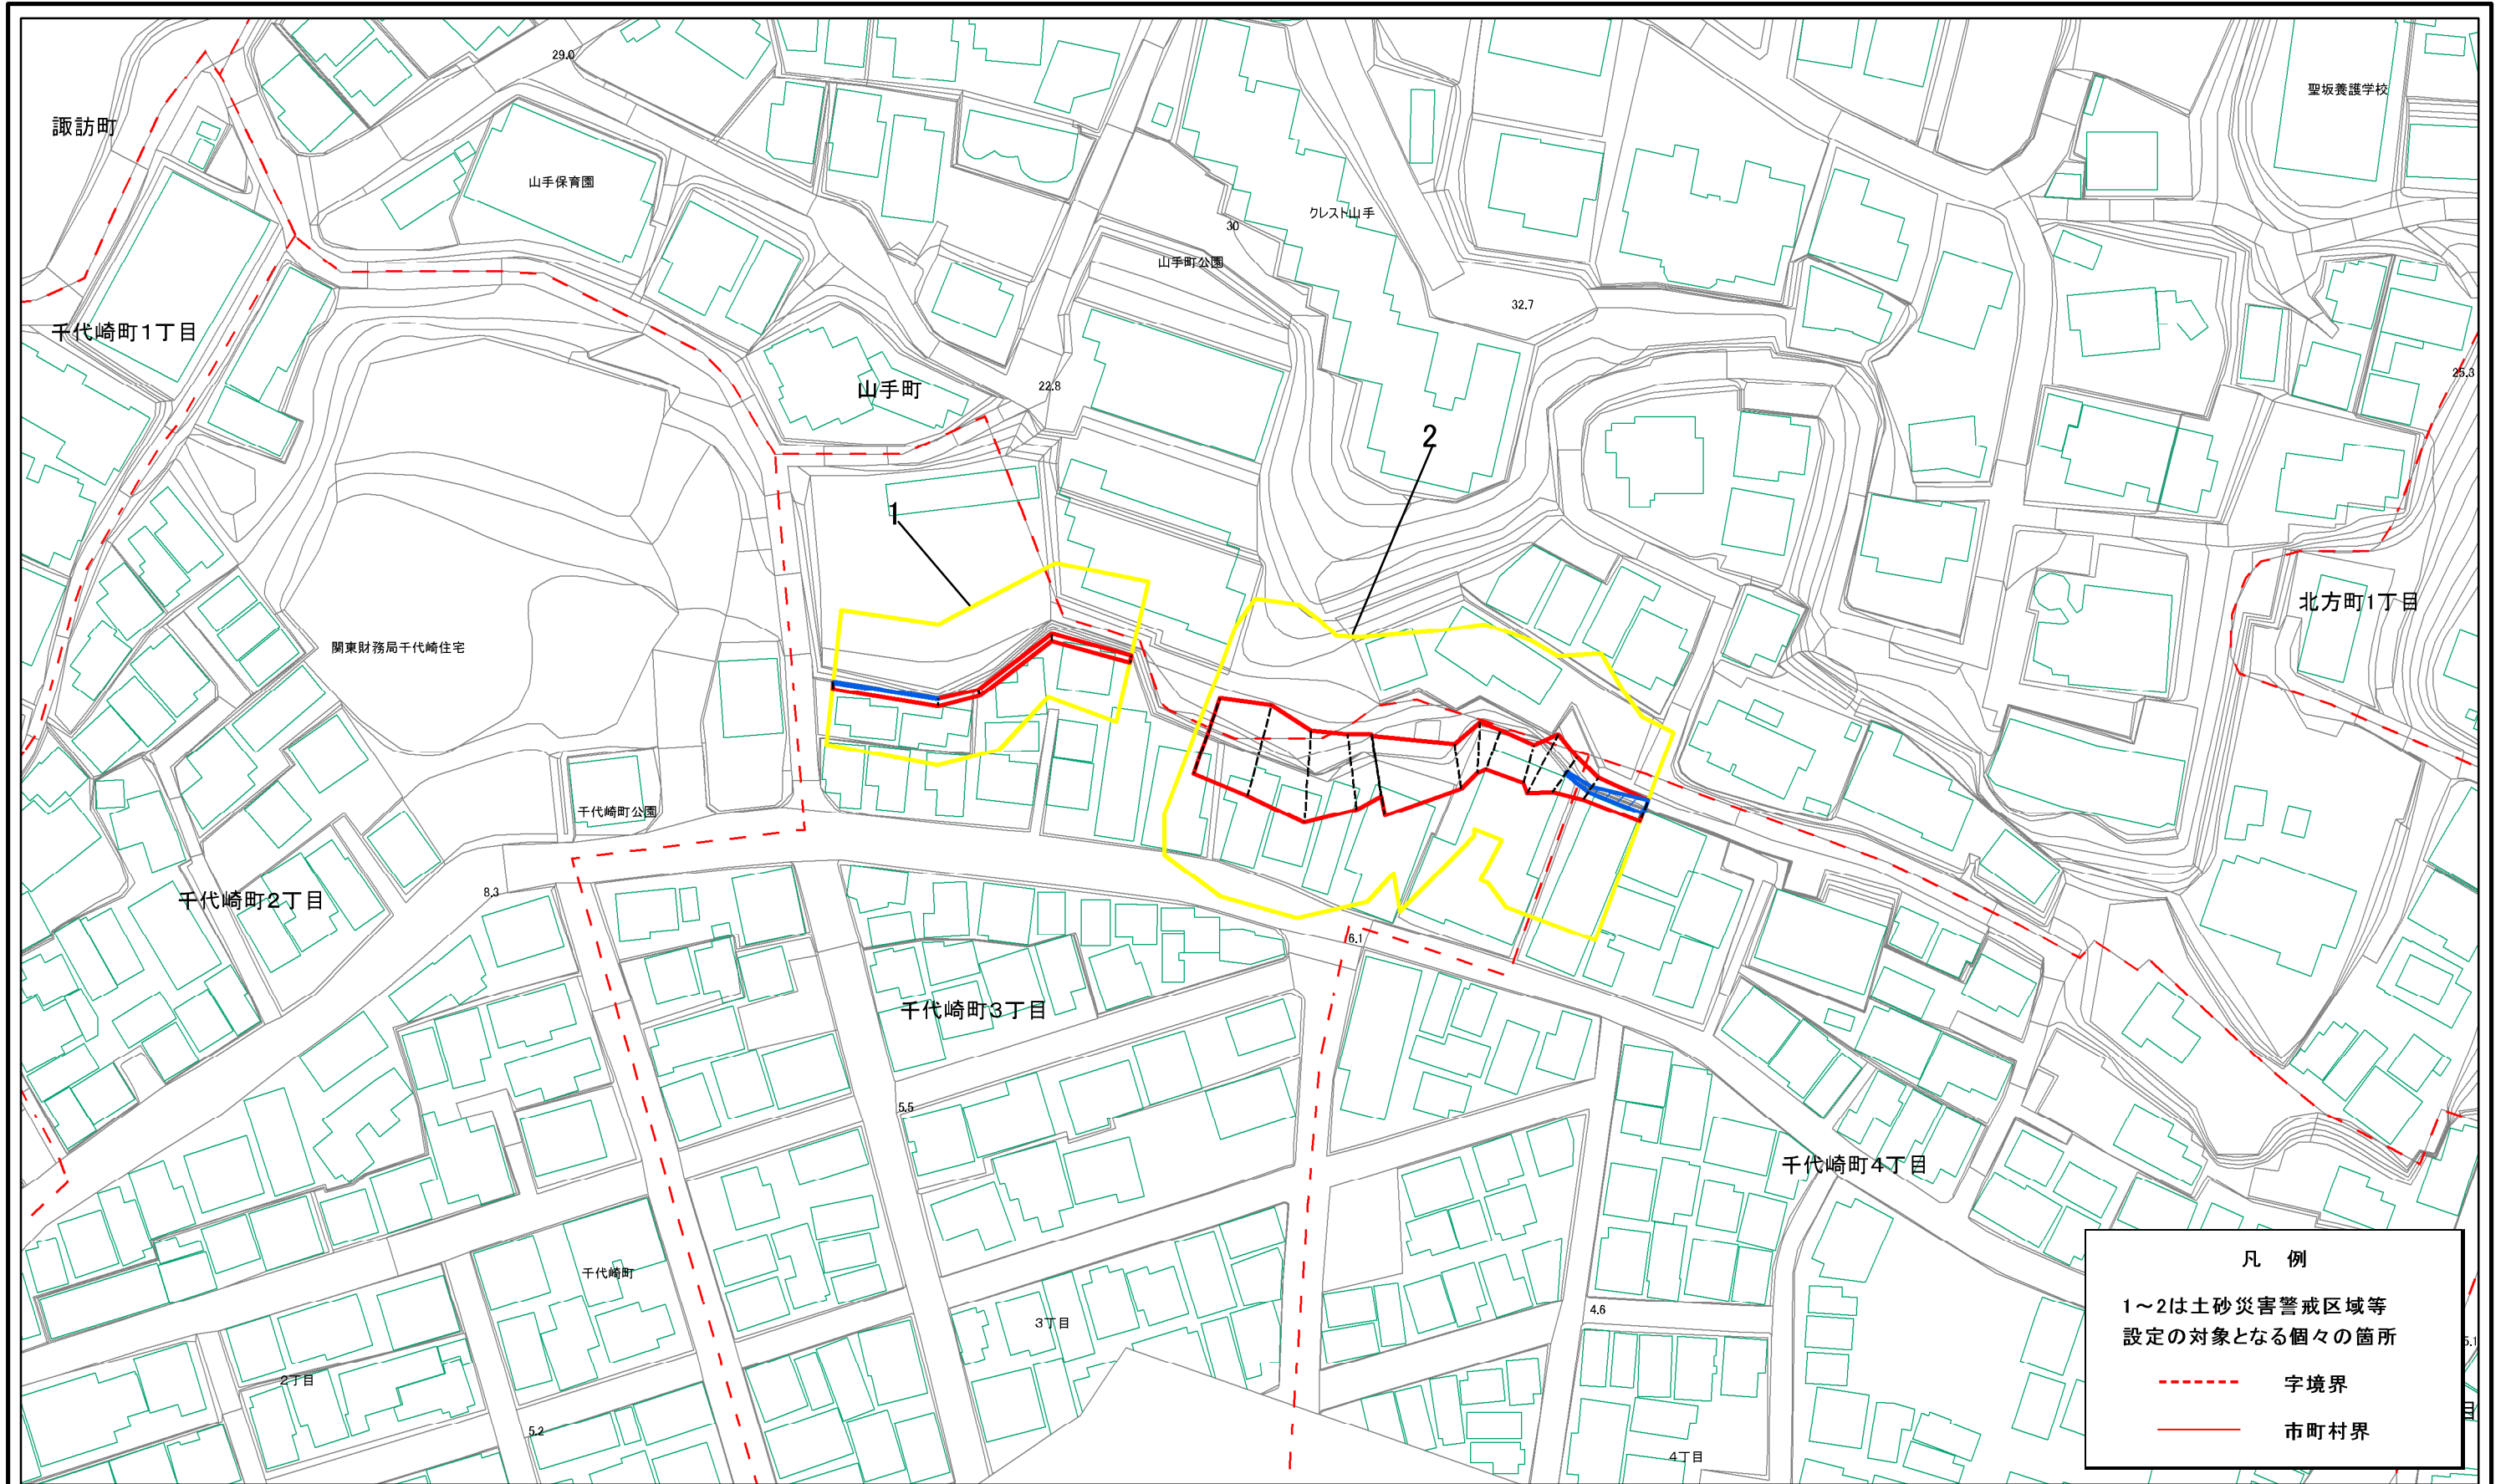 29.0
聖坂養護学校
諏訪町
山手保育園
クレスト山手
30
山手町公園
32.7
千代崎町1丁目
25.3
山手町
22.8
2
1
北方町1丁目
関東財務局千代崎住宅
千代崎町公園
8.3
千代崎町2丁目
6.1
千代崎町3丁目
5.5
千代崎町4丁目
千代崎町
4.6
3丁目
2丁目
5.2
4丁目
凡 例
1~2は土砂災害警戒区域等
設定の対象となる個々の箇所
字境界
市町村界
5.1
目